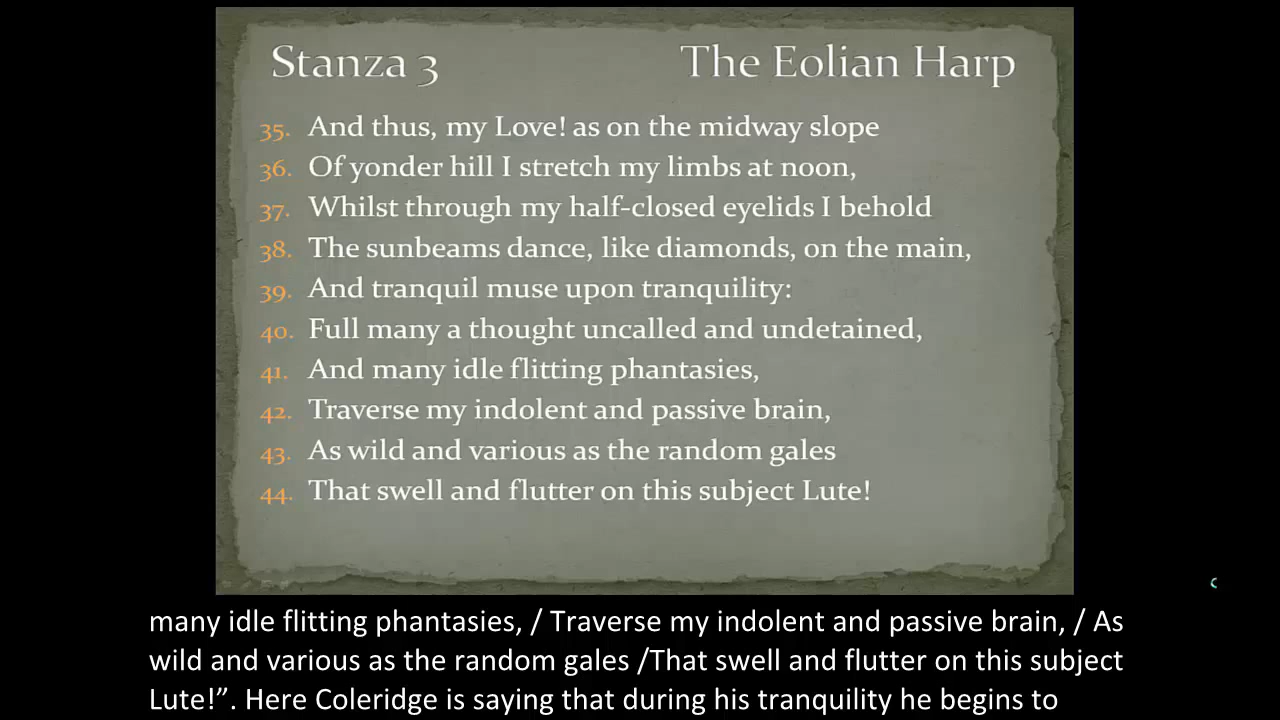 Stanza 3 The Eolian Harp
35. And thus, my Love! as on the midway slope
36. Of yonder hill I stretch my limbs at noon,
37. Whilst through my half-closed eyelids I behold
38. The sunbeams dance, like diamonds, on the main,
39. And tranquil muse upon tranquility:
40. Full many a thought uncalled and undetained,
41. And many idle flitting phantasies,
42. Traverse my indolent and passive brain,
43. As wild and various as the random gales
44. That swell and flutter on this subject Lute!
many idle flitting phantasies, / Traverse my indolent and passive brain, / As
wild and various as the random gales /That swell and flutter on this subject
Lute!”. Here Coleridge is saying that during his tranquility he begins to